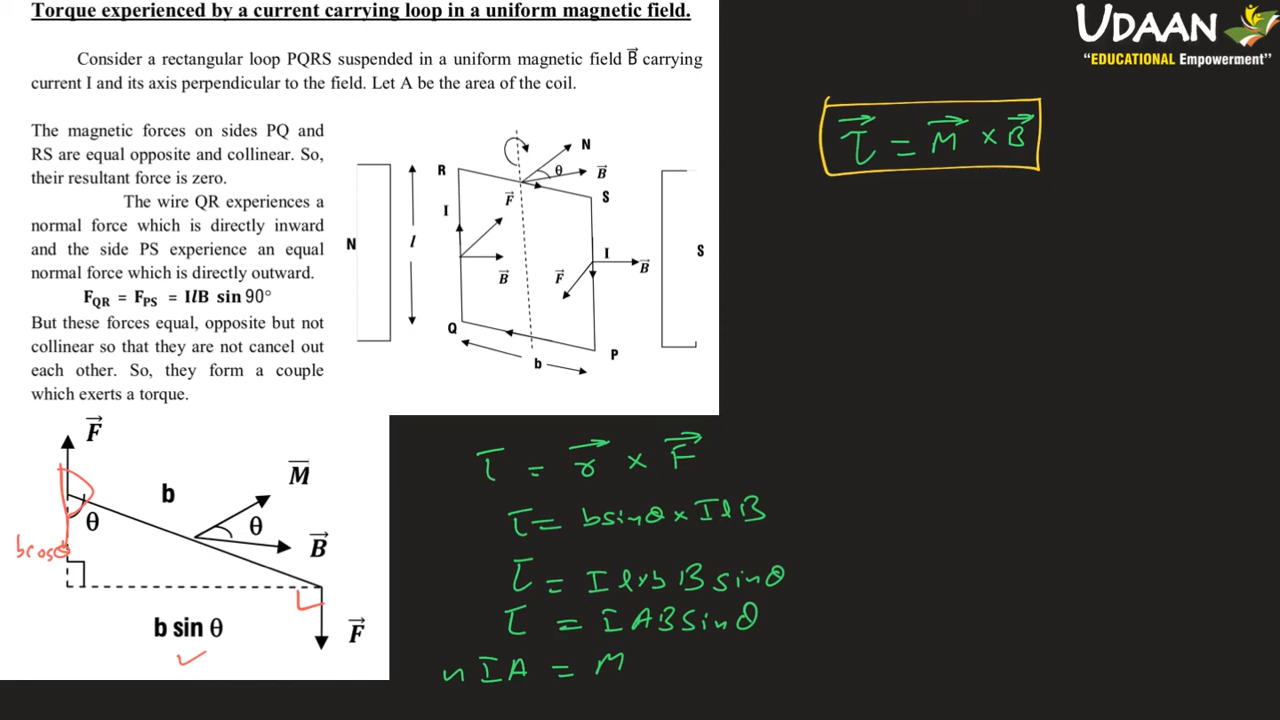 Torque experienced by a current carrying loop in a uniform magnetic field.
UDAAN
"EDUCATIONAL Empowerment"
Consider a rectangular loop PQRS suspended in a uniform magnetic field B⃗ carrying
current I and its axis perpendicular to the field. Let A be the area of the coil.
τ⃗ = M⃗ × B⃗
The magnetic forces on sides PQ and
RS are equal opposite and collinear. So,
their resultant force is zero.
The wire QR experiences a
normal force which is directly inward
and the side PS experience an equal
normal force which is directly outward.
F_QR = F_PS = IlB sin 90°
But these forces equal, opposite but not
collinear so that they are not cancel out
each other. So, they form a couple
which exerts a torque.
N
R
θ
B⃗
F⃗
S
I
N
l
I
S
B⃗
F⃗
B⃗
Q
P
b
F⃗
M̅
b
θ
θ
B⃗
bcosθ
b sin θ
F⃗
τ = r⃗ × F⃗
τ = bsinθ × IlB
τ = Il×b B sinθ
τ = IABsinθ
nIA = M